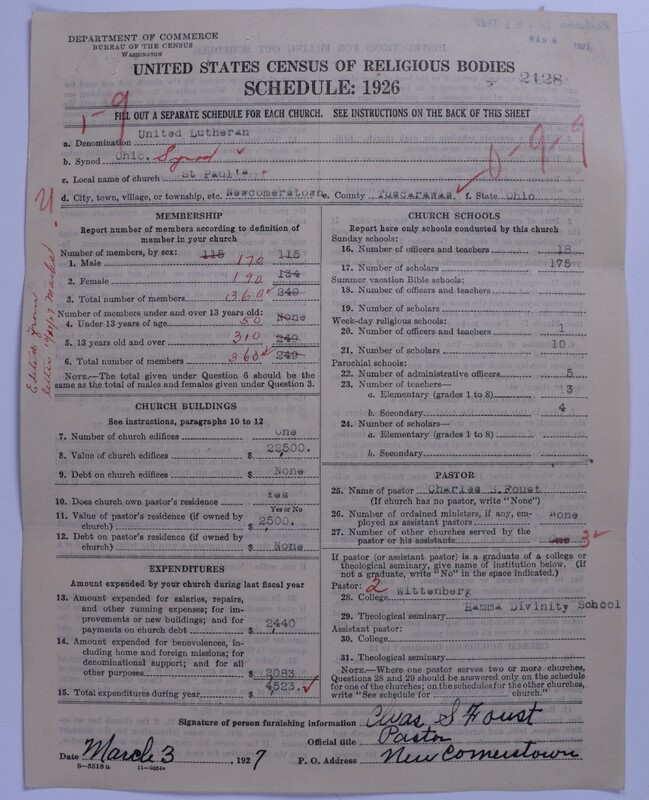 DEPARTMENT OF COMMERCE
BUREAU OF THE CENSUS
WASHINGTON
UNITED STATES CENSUS OF RELIGIOUS BODIES
SCHEDULE: 1926
2128
1-9
FILL OUT A SEPARATE SCHEDULE FOR EACH CHURCH. SEE INSTRUCTIONS ON THE BACK OF THIS SHEET
a. Denomination United Lutheran
b. Synod Ohio. Synod
c. Local name of church St Paul's
d. City, town, village, or township, etc. Newcomerstown e. County Tuscarawas. f. State Ohio
MEMBERSHIP
Report number of members according to definition of member in your church
Number of members, by sex:
1. Male 115 170 115
2. Female 190 134
3. Total number of members 360 249
Number of members under and over 13 years old:
4. Under 13 years of age 50 None
5. 13 years old and over 310 249
6. Total number of members 360 249
NOTE.—The total given under Question 6 should be the same as the total of males and females given under Question 3.
CHURCH BUILDINGS
See instructions, paragraphs 10 to 12
7. Number of church edifices One
8. Value of church edifices $ 22500.
9. Debt on church edifices $ None
10. Does church own pastor's residence Yes
Yes or No
11. Value of pastor's residence (if owned by church) $ 2500.
12. Debt on pastor's residence (if owned by church) $ None
EXPENDITURES
Amount expended by your church during last fiscal year
13. Amount expended for salaries, repairs, and other running expenses; for improvements or new buildings; and for payments on church debt $ 2440
14. Amount expended for benevolences, including home and foreign missions; for denominational support; and for all other purposes $ 2083
15. Total expenditures during year $ 4523.
CHURCH SCHOOLS
Report here only schools conducted by this church
Sunday schools:
16. Number of officers and teachers 18
17. Number of scholars 175
Summer vacation Bible schools:
18. Number of officers and teachers
19. Number of scholars
Week-day religious schools:
20. Number of officers and teachers 1
21. Number of scholars 10
Parochial schools:
22. Number of administrative officers 5
23. Number of teachers—
a. Elementary (grades 1 to 8) 3
b. Secondary 4
24. Number of scholars—
a. Elementary (grades 1 to 8)
b. Secondary
PASTOR
25. Name of pastor Charles S. Foust
(If church has no pastor, write "None")
26. Number of ordained ministers, if any, employed as assistant pastors None
27. Number of other churches served by the pastor or his assistants One 3
If pastor (or assistant pastor) is a graduate of a college or theological seminary, give name of institution below. (If not a graduate, write "No" in the space indicated.)
Pastor: 2
28. College Wittenberg
29. Theological seminary Hamma Divinity School
Assistant pastor:
30. College
31. Theological seminary
NOTE.—Where one pastor serves two or more churches, Questions 28 and 29 should be answered only on the schedule for one of the churches; on the schedules for the other churches, write "See schedule for church."
Signature of person furnishing information Chas S Foust
Official title Pastor
Date March 3, 1927 P. O. Address New Comerstown
8-5518a 11-9654